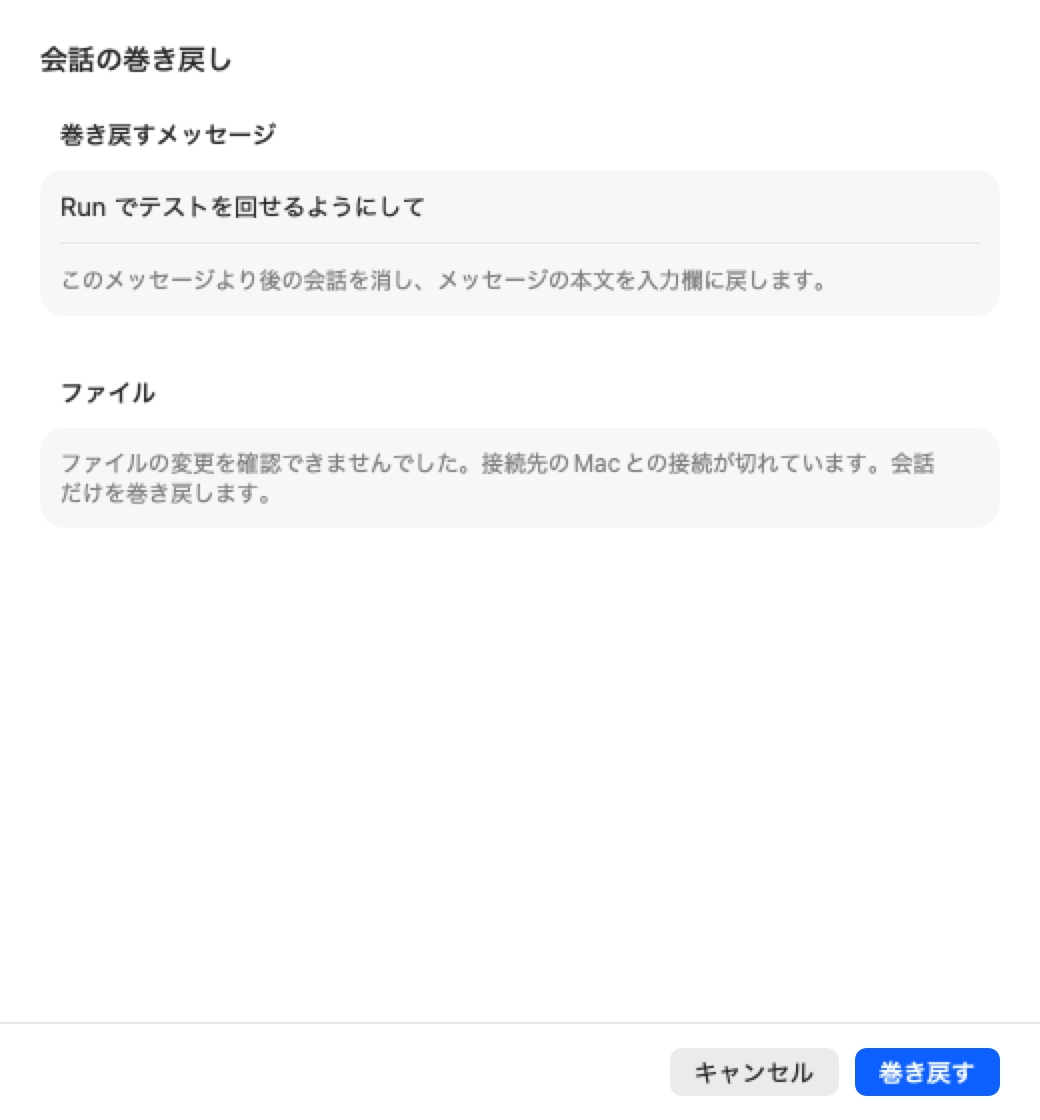 会話の巻き戻し
巻き戻すメッセージ
Run でテストを回せるようにして
このメッセージより後の会話を消し、メッセージの本文を入力欄に戻します。
ファイル
ファイルの変更を確認できませんでした。接続先の Mac との接続が切れています。会話
だけを巻き戻します。
キャンセル
巻き戻す